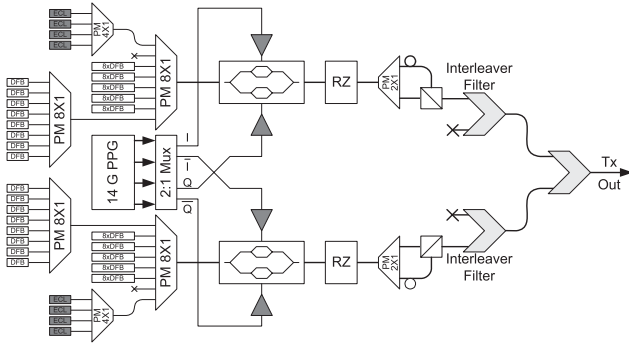 ECL
ECL
ECL
ECL
PM 4X1
DFB
DFB
DFB
DFB
DFB
DFB
DFB
DFB
PM 8X1
8xDFB
8xDFB
8xDFB
8xDFB
8xDFB
PM 8X1
RZ
PM 2X1
Interleaver
Filter
14 G PPG
2:1 Mux
I
I
Q
Q
Tx
Out
DFB
DFB
DFB
DFB
DFB
DFB
DFB
DFB
PM 8X1
8xDFB
8xDFB
8xDFB
8xDFB
8xDFB
PM 8X1
RZ
PM 2X1
Interleaver
Filter
ECL
ECL
ECL
ECL
PM 4X1